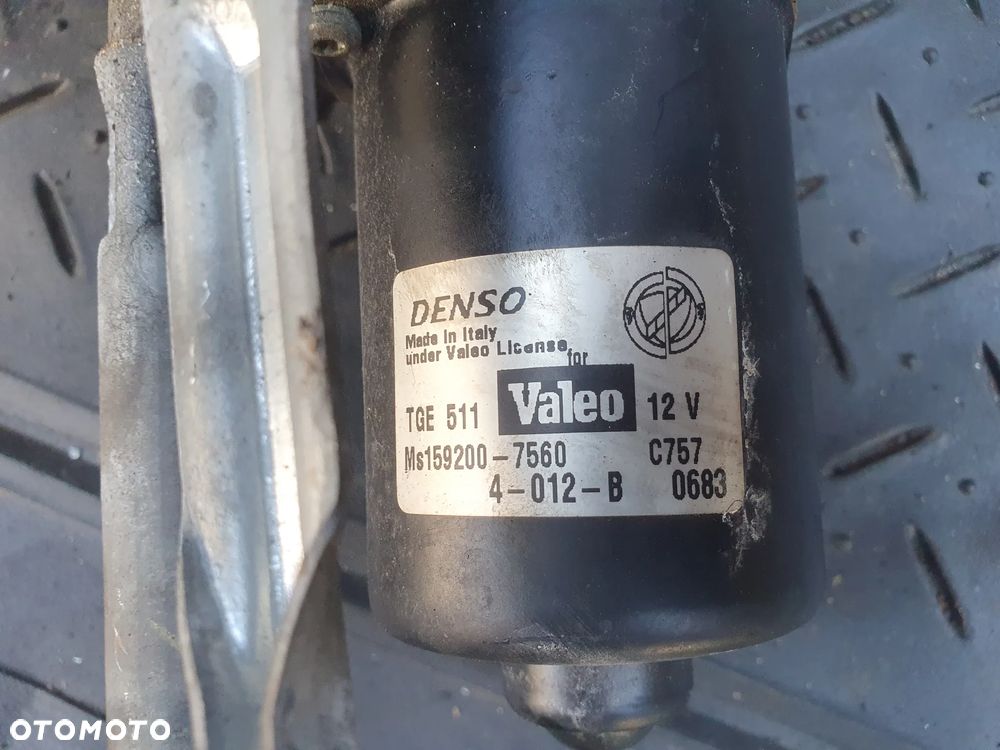 DENSO
Made in Italy
under Valeo License
for
TGE 511 Valeo 12 V
Ms159200-7560 C757
4-012-B 0683
OTOMOTO